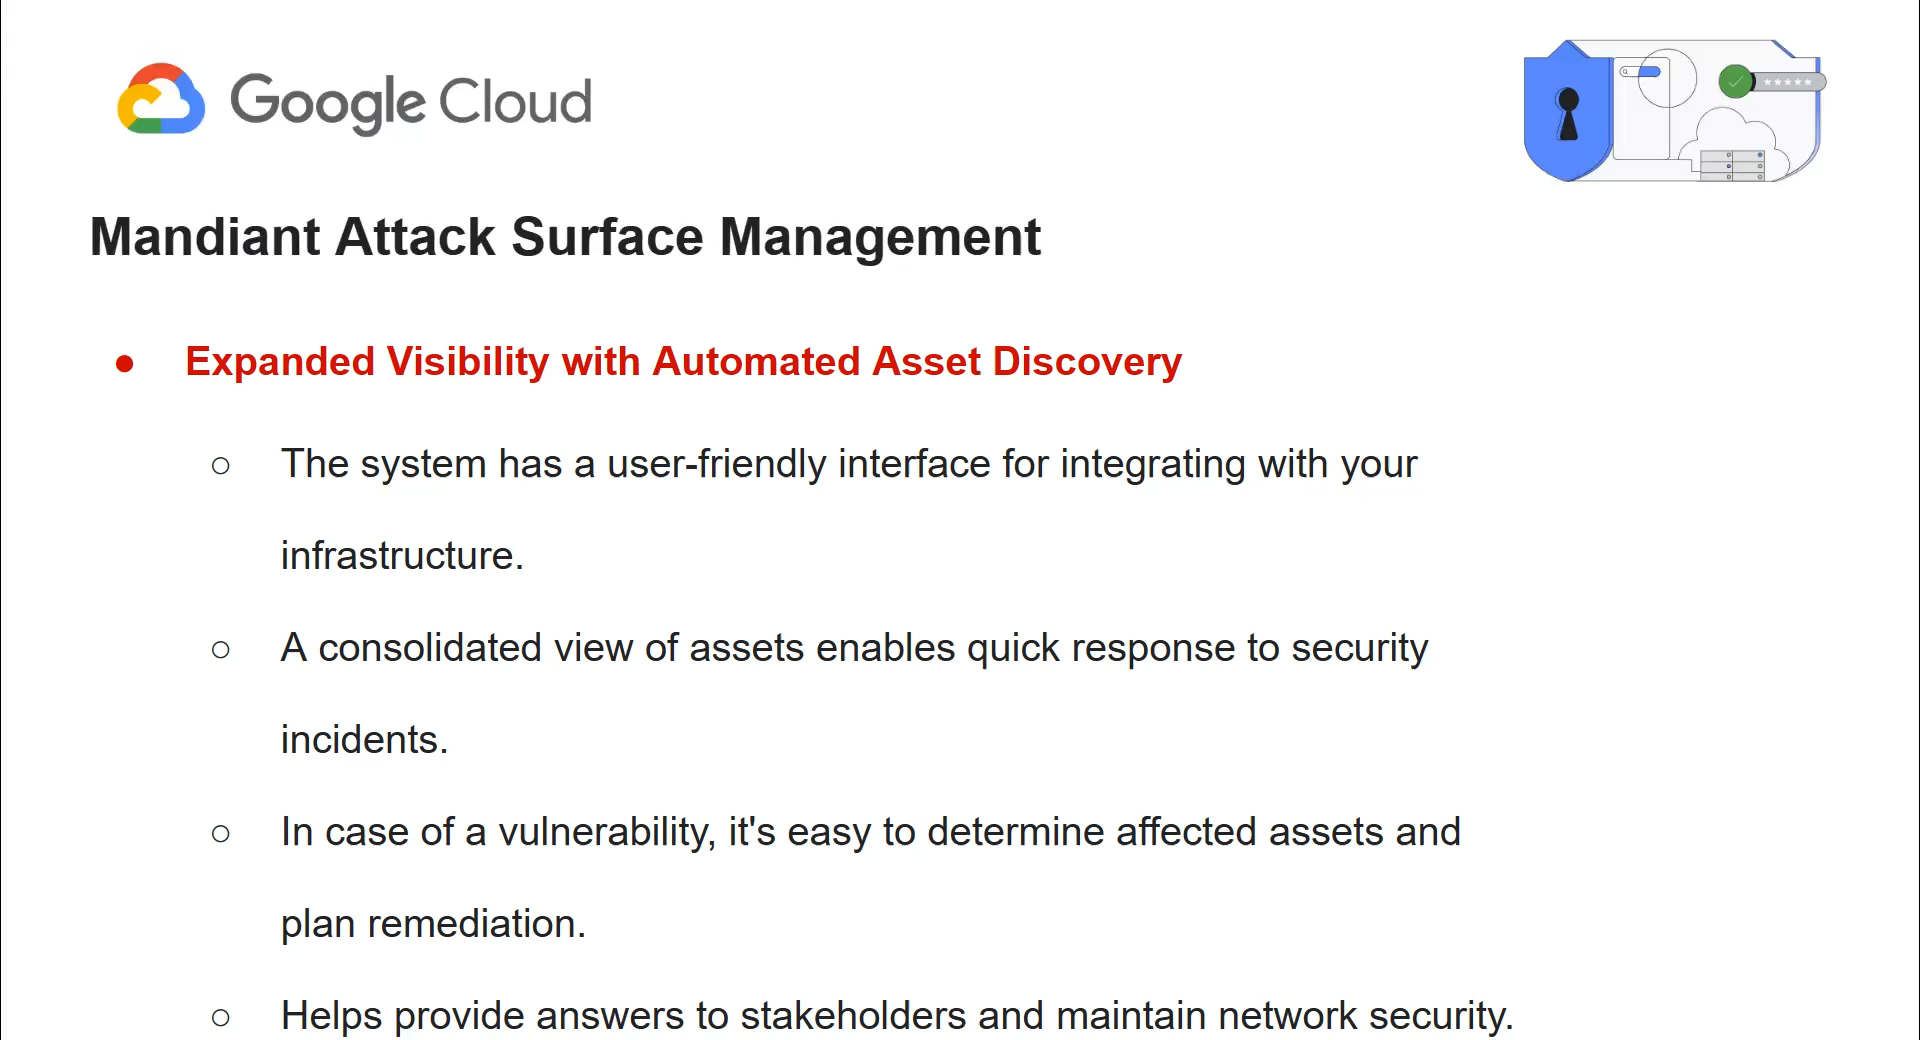 Google Cloud
Mandiant Attack Surface Management
● Expanded Visibility with Automated Asset Discovery
○ The system has a user-friendly interface for integrating with your
infrastructure.
○ A consolidated view of assets enables quick response to security
incidents.
○ In case of a vulnerability, it's easy to determine affected assets and
plan remediation.
○ Helps provide answers to stakeholders and maintain network security.